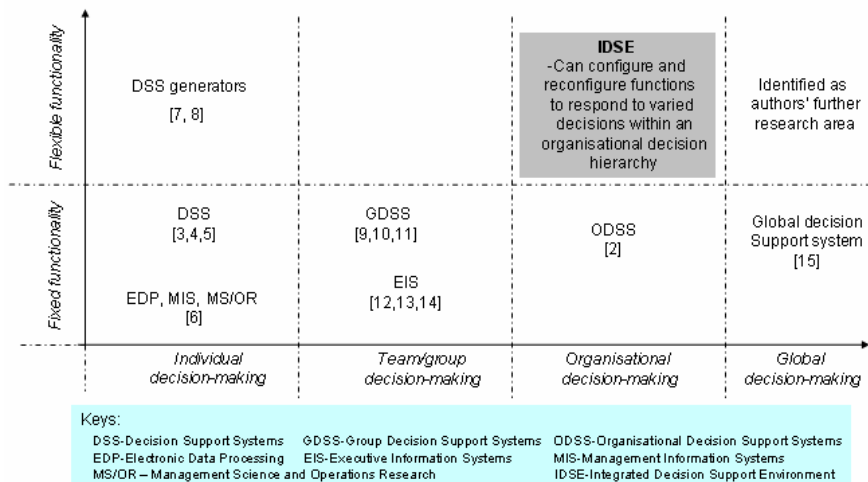 Flexible functionality
DSS generators
[7, 8]
IDSE
-Can configure and
reconfigure functions
to respond to varied
decisions within an
organisational decision
hierarchy
Identified as
authors' further
research area
Fixed functionality
DSS
[3,4,5]
EDP, MIS, MS/OR
[6]
GDSS
[9,10,11]
EIS
[12,13,14]
ODSS
[2]
Global decision
Support system
[15]
Individual
decision-making
Team/group
decision-making
Organisational
decision-making
Global
decision-making
Keys:
DSS-Decision Support Systems GDSS-Group Decision Support Systems ODSS-Organisational Decision Support Systems
EDP-Electronic Data Processing EIS-Executive Information Systems MIS-Management Information Systems
MS/OR – Management Science and Operations Research IDSE-Integrated Decision Support Environment